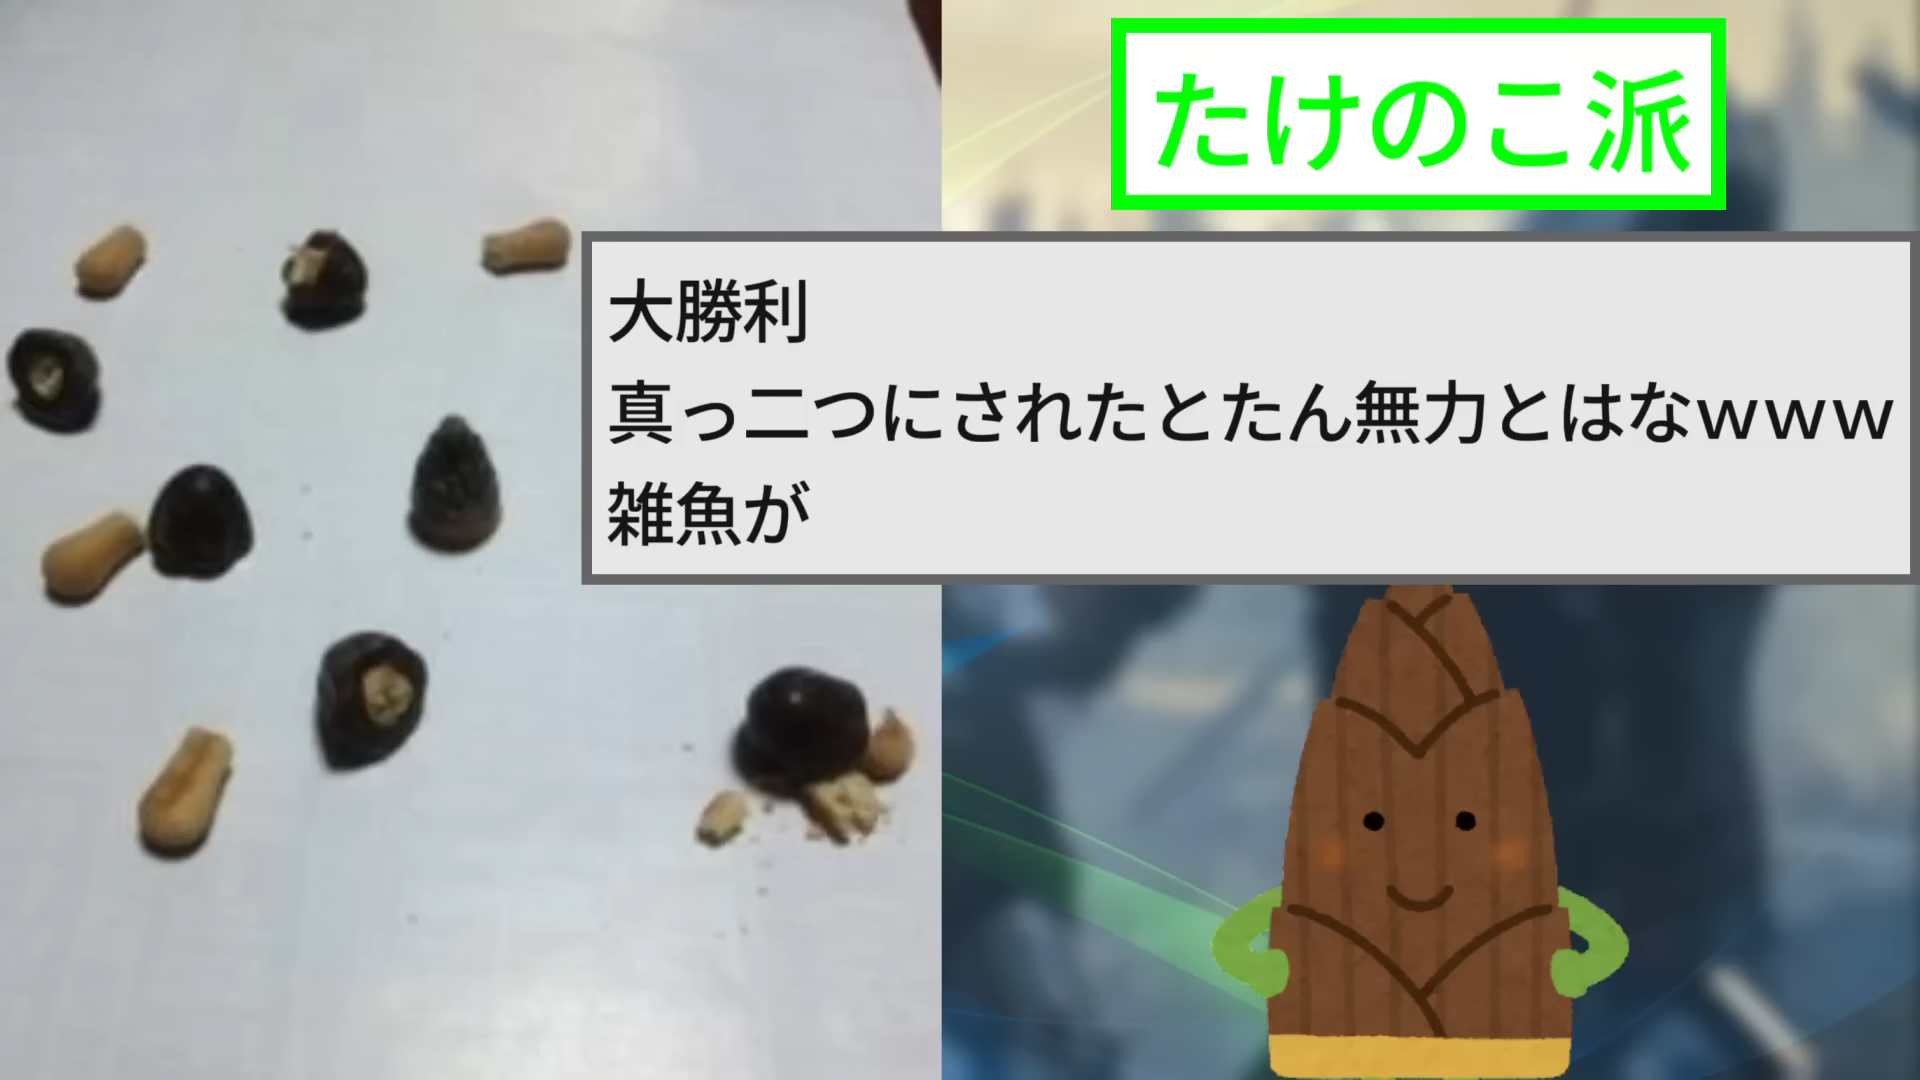 たけのこ派
大勝利
真っ二つにされたとたん無力とはなｗｗｗ
雑魚が